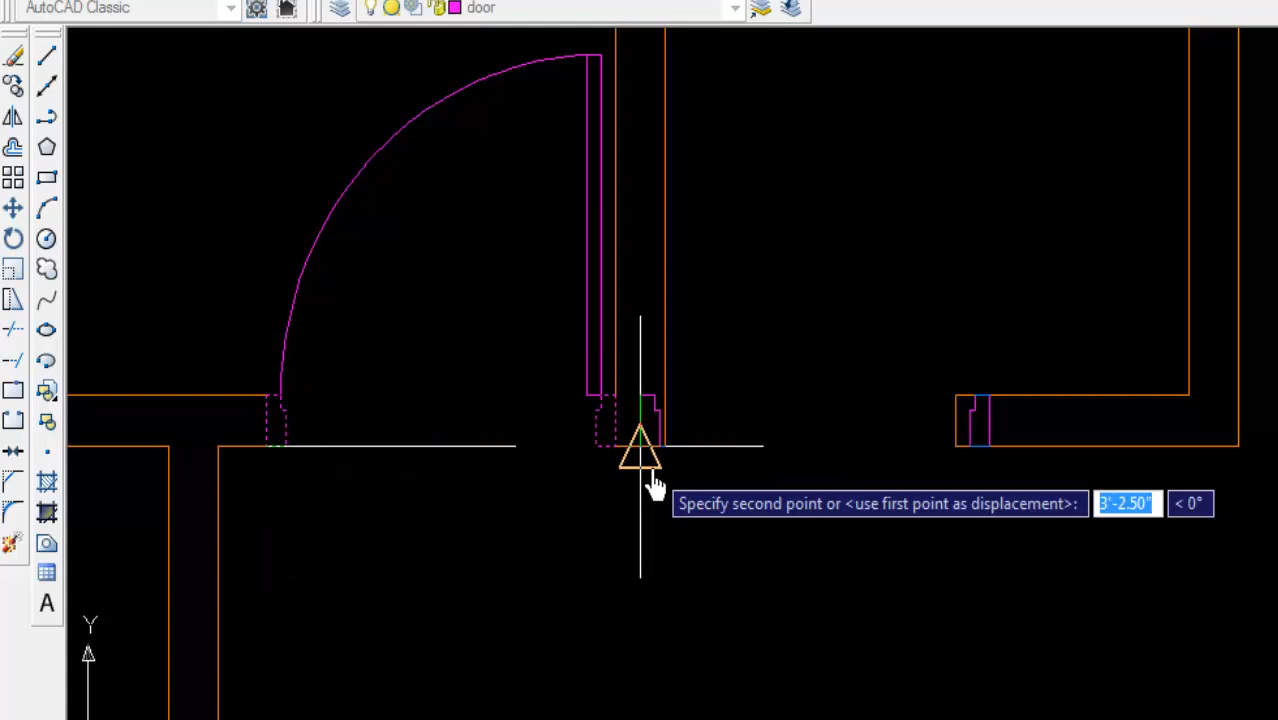 AutoCAD Classic
door
Specify second point or <use first point as displacement>: 3'-2.50" < 0°
A
Y